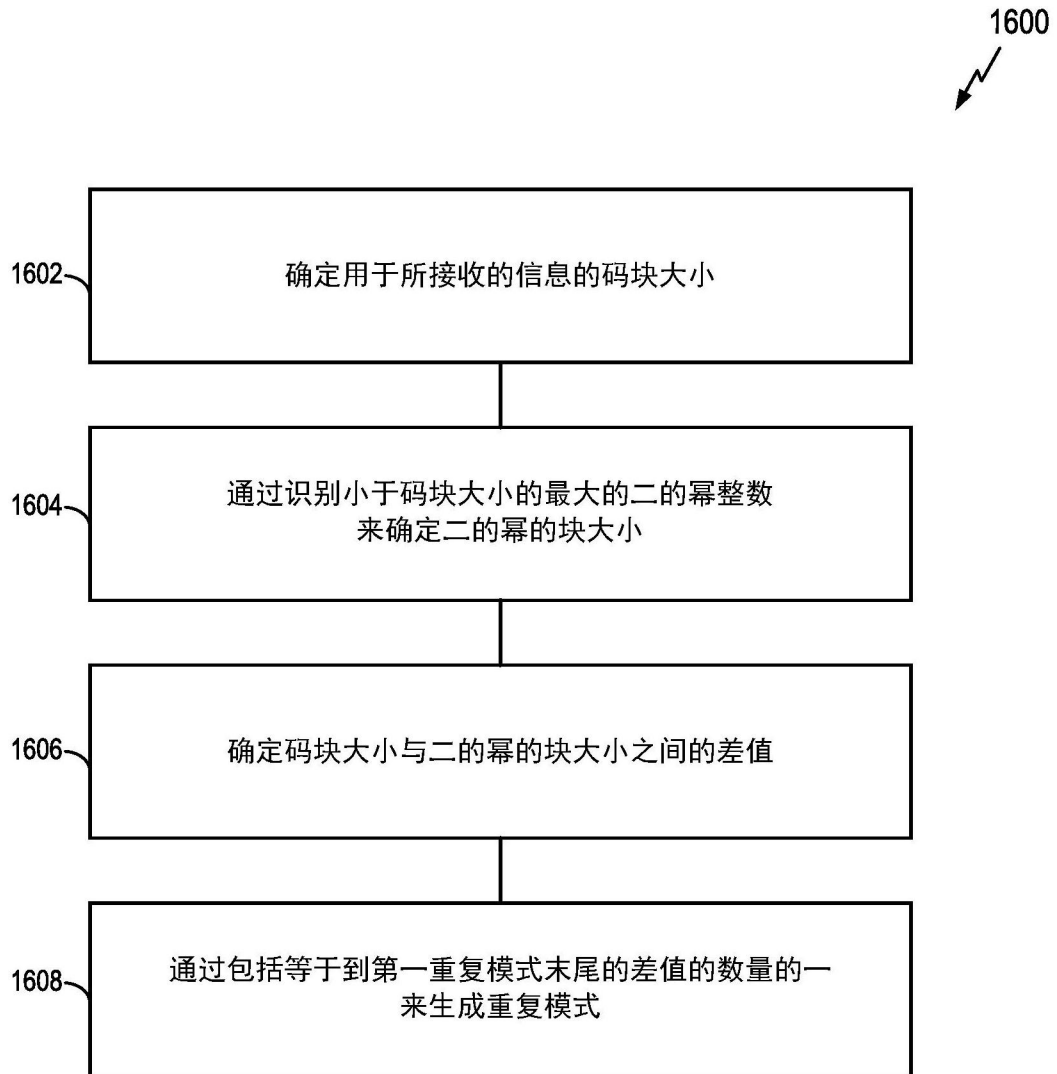 1600
1602
确定用于所接收的信息的码块大小
1604
通过识别小于码块大小的最大的二的幂整数
来确定二的幂的块大小
1606
确定码块大小与二的幂的块大小之间的差值
1608
通过包括等于到第一重复模式末尾的差值的数量的一
来生成重复模式